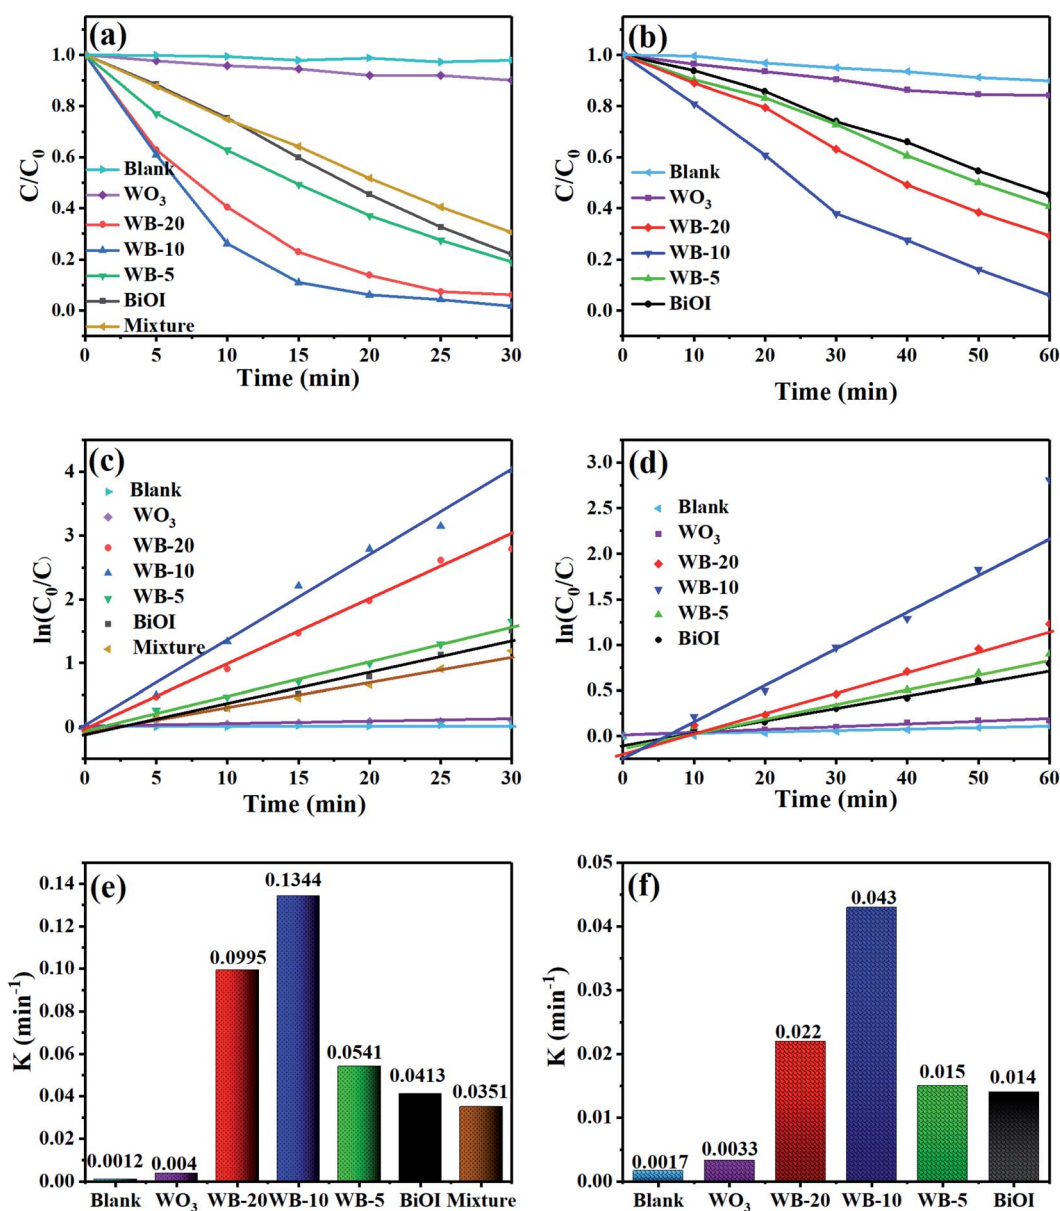 (a)
1.0
0.8
0.6
0.4
0.2
0.0
C/C₀
Blank
WO₃
WB-20
WB-10
WB-5
BiOI
Mixture
0 5 10 15 20 25 30
Time (min)
(b)
1.0
0.8
0.6
0.4
0.2
0.0
C/C₀
Blank
WO₃
WB-20
WB-10
WB-5
BiOI
0 10 20 30 40 50 60
Time (min)
(c)
4
3
2
1
0
ln(C₀/C)
Blank
WO₃
WB-20
WB-10
WB-5
BiOI
Mixture
0 5 10 15 20 25 30
Time (min)
(d)
3.0
2.5
2.0
1.5
1.0
0.5
0.0
ln(C₀/C)
Blank
WO₃
WB-20
WB-10
WB-5
BiOI
0 10 20 30 40 50 60
Time (min)
(e)
0.14
0.12
0.10
0.08
0.06
0.04
0.02
0.00
K (min⁻¹)
0.0012
0.004
0.0995
0.1344
0.0541
0.0413
0.0351
Blank WO₃ WB-20 WB-10 WB-5 BiOI Mixture
(f)
0.05
0.04
0.03
0.02
0.01
0.00
K (min⁻¹)
0.0017
0.0033
0.022
0.043
0.015
0.014
Blank WO₃ WB-20 WB-10 WB-5 BiOI